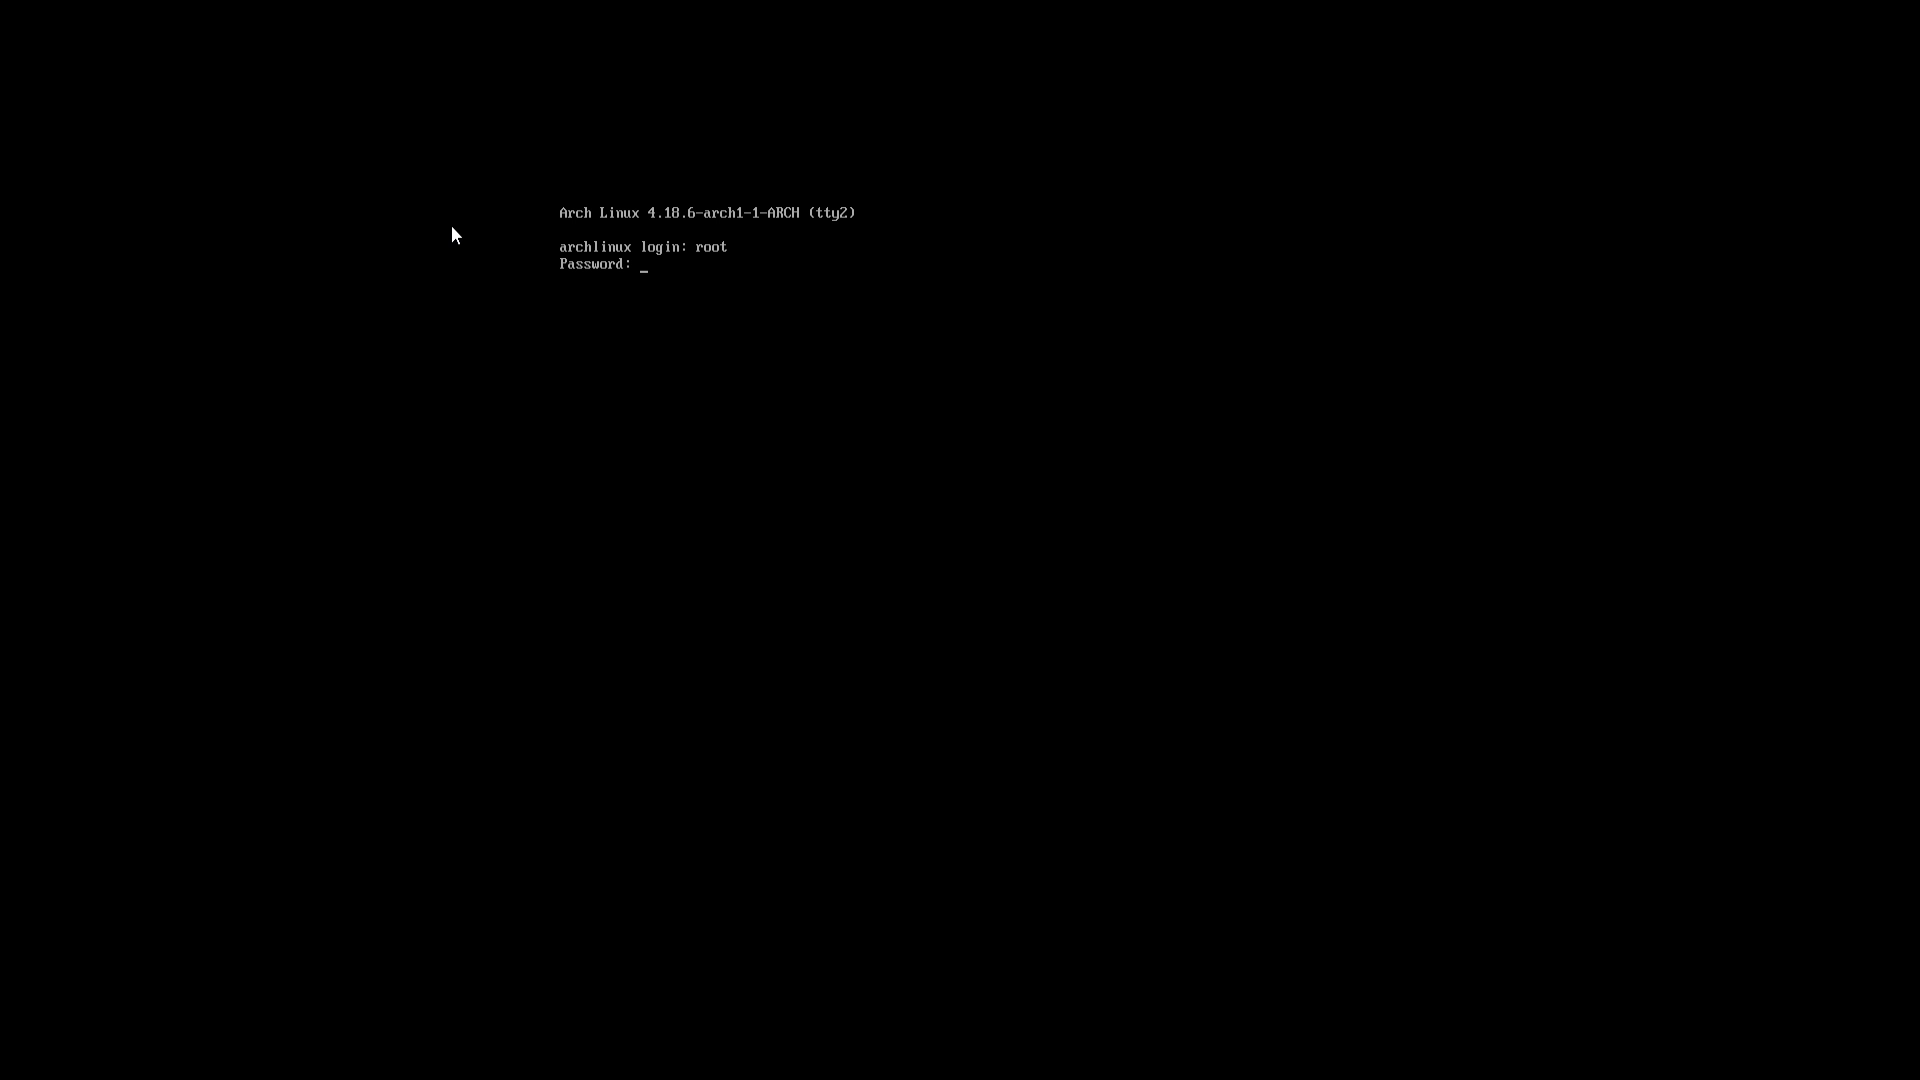 Arch Linux 4.18.6-arch1-1-ARCH (tty2)
archlinux login: root
Password: _